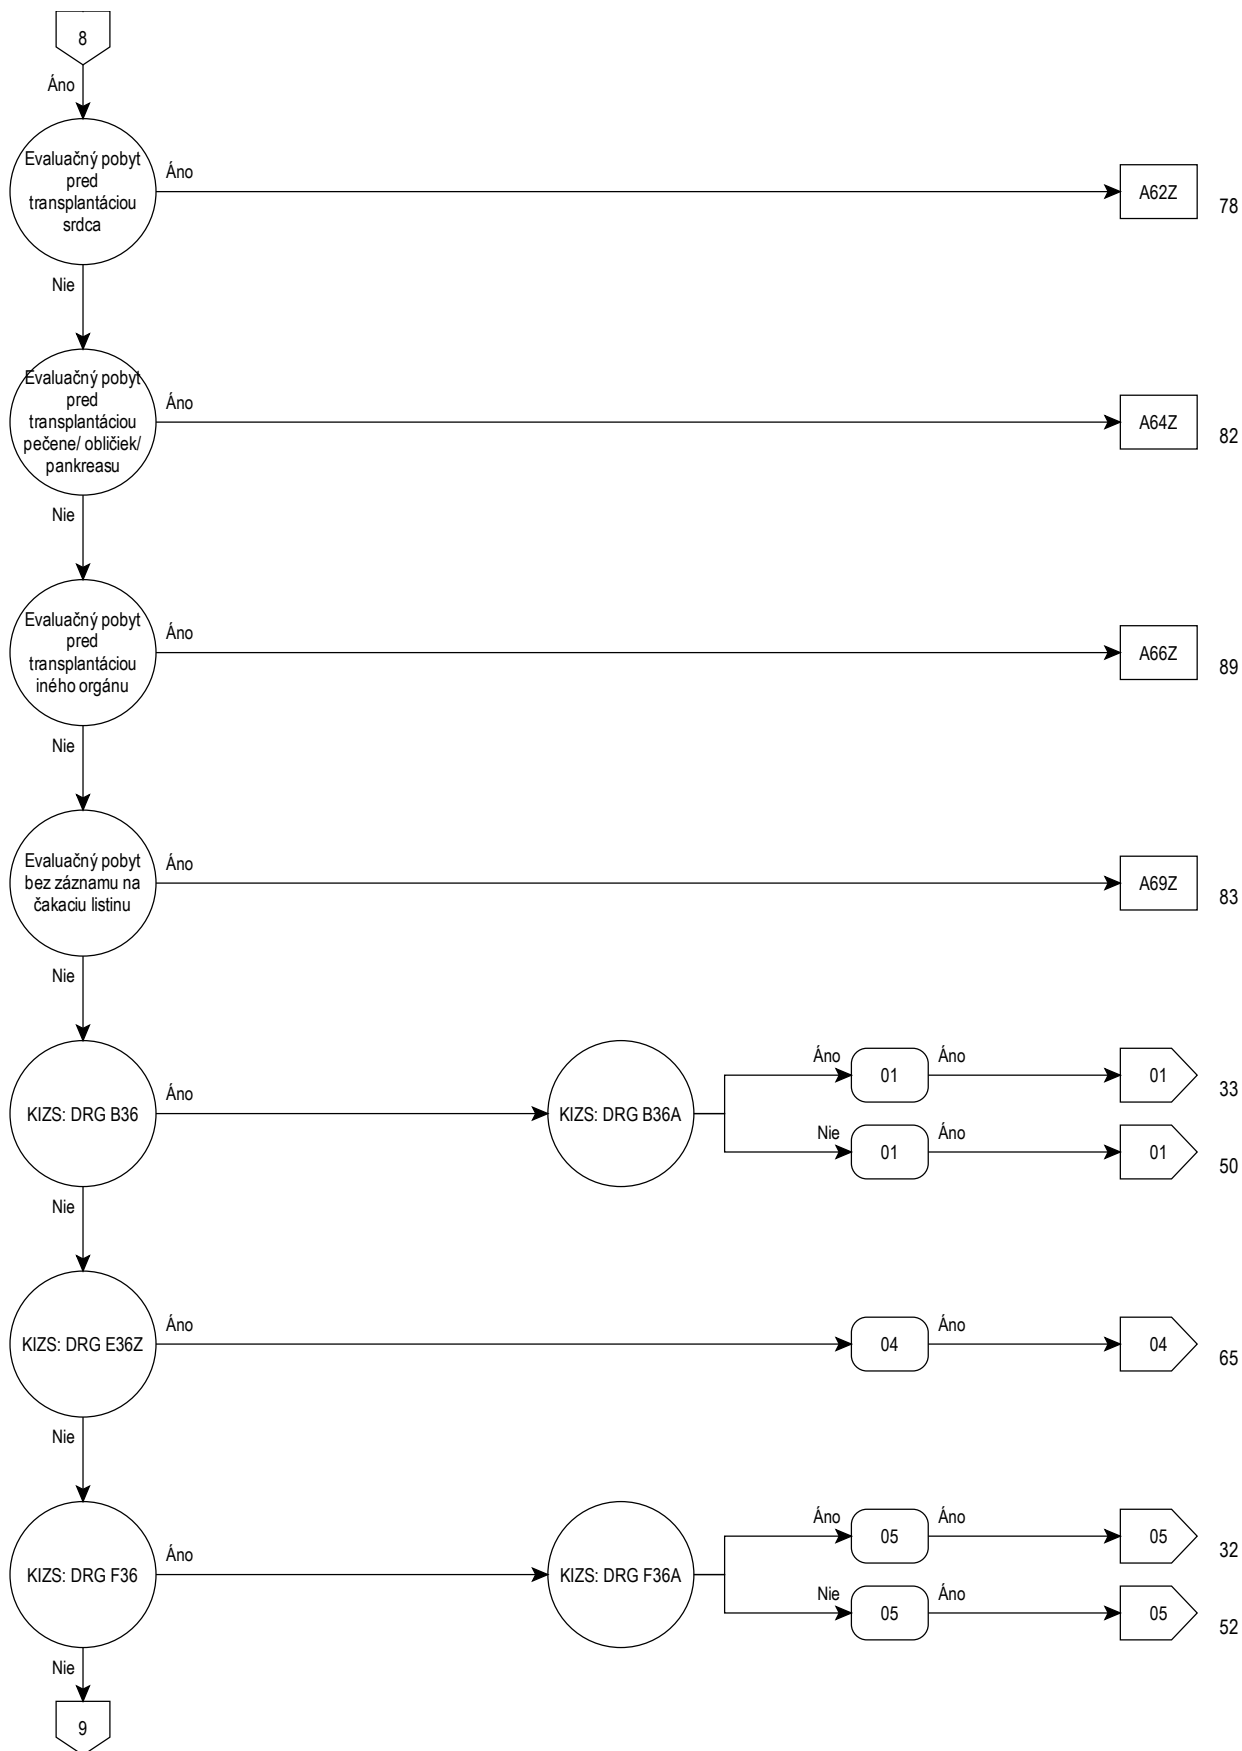 8
Áno
Evaluačný pobyt
pred
transplantáciou
srdca
Áno
A62Z
78
Nie
Evaluačný pobyt
pred
transplantáciou
pečene/ obličiek/
pankreasu
Áno
A64Z
82
Nie
Evaluačný pobyt
pred
transplantáciou
iného orgánu
Áno
A66Z
89
Nie
Evaluačný pobyt
bez záznamu na
čakaciu listinu
Áno
A69Z
83
Nie
KIZS: DRG B36
Áno
KIZS: DRG B36A
Áno
01
Áno
01
33
Nie
01
Áno
01
50
Nie
KIZS: DRG E36Z
Áno
04
Áno
04
65
Nie
KIZS: DRG F36
Áno
KIZS: DRG F36A
Áno
05
Áno
05
32
Nie
05
Áno
05
52
Nie
9